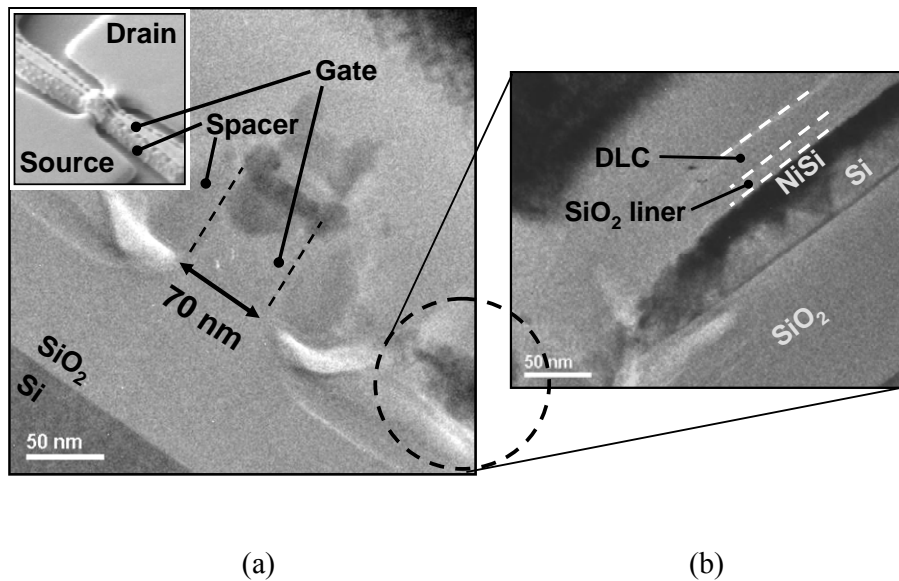 Drain
Gate
Spacer
Source
70 nm
SiO₂
Si
50 nm
DLC
SiO₂ liner
NiSi
Si
SiO₂
50 nm
(a)
(b)